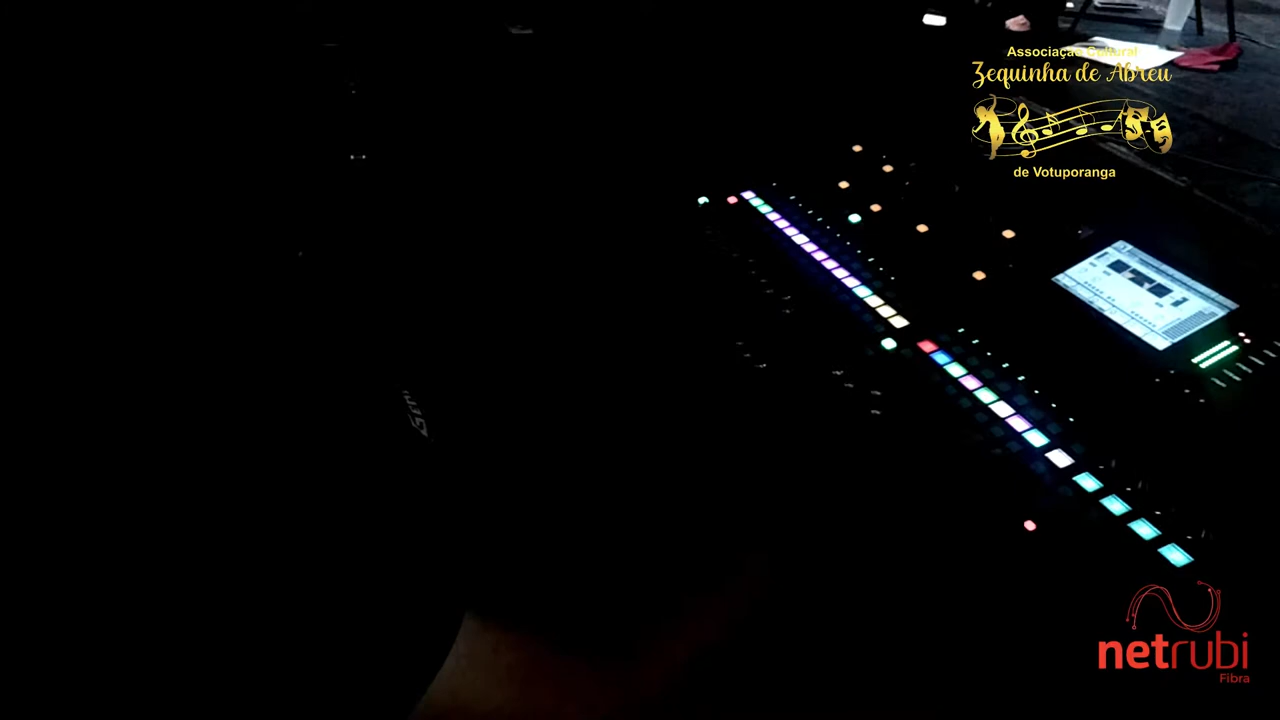 Associação Cultural
Zequinha de Abreu
de Votuporanga
netrubi
Fibra